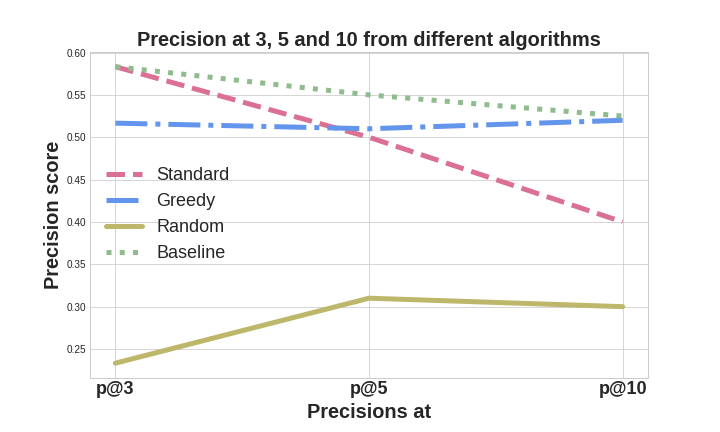 Precision at 3, 5 and 10 from different algorithms
Precision score
0.60
0.55
0.50
0.45
0.40
0.35
0.30
0.25
Standard
Greedy
Random
Baseline
p@3 p@5 p@10
Precisions at